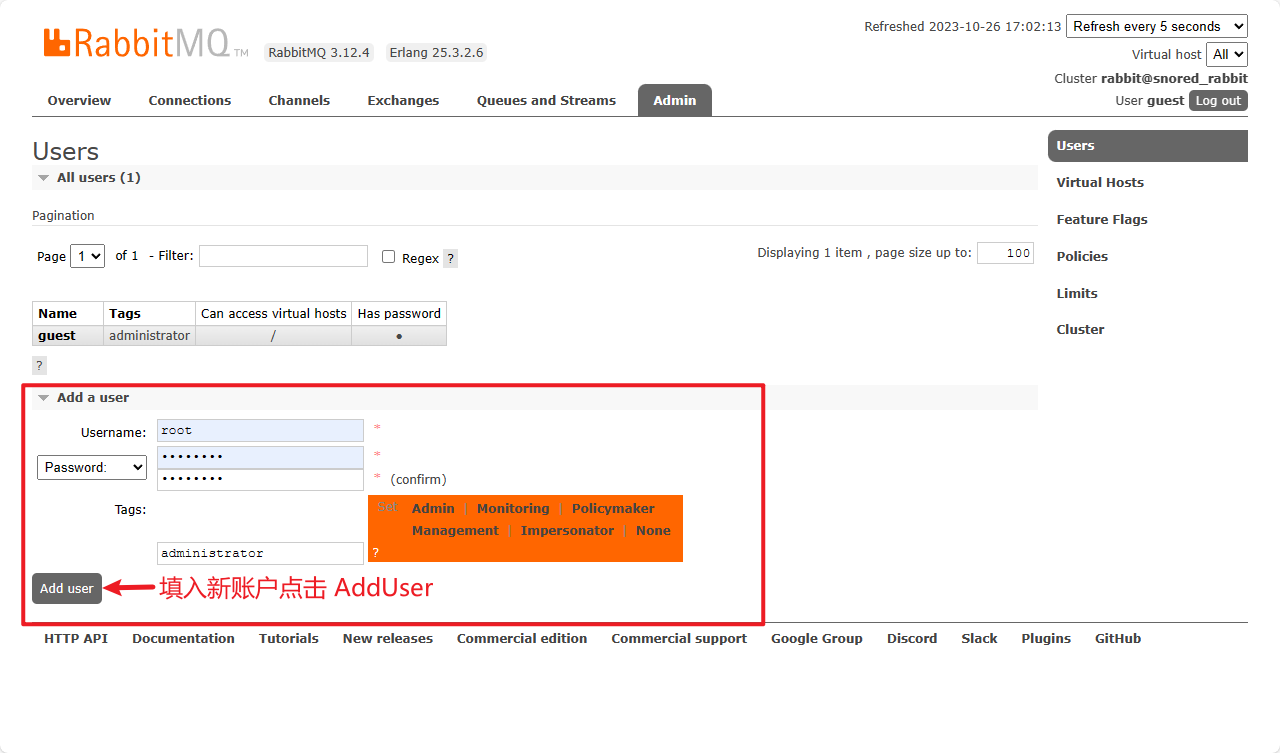 RabbitMQ TM RabbitMQ 3.12.4 Erlang 25.3.2.6
Refreshed 2023-10-26 17:02:13 Refresh every 5 seconds
Virtual host All
Cluster rabbit@snored_rabbit
User guest Log out
Overview Connections Channels Exchanges Queues and Streams Admin
Users
All users (1)
Pagination
Page 1 of 1 - Filter: Regex ? Displaying 1 item , page size up to: 100
Name Tags Can access virtual hosts Has password
guest administrator / ●
?
Add a user
Username: root *
Password: •••••••• *
•••••••• * (confirm)
Tags: Set Admin | Monitoring | Policymaker
Management | Impersonator | None
administrator ?
Add user 填入新账户点击 AddUser
Users
Virtual Hosts
Feature Flags
Policies
Limits
Cluster
HTTP API Documentation Tutorials New releases Commercial edition Commercial support Google Group Discord Slack Plugins GitHub